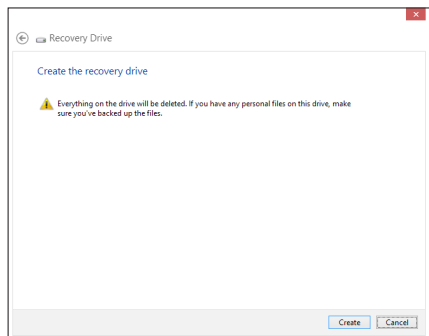 Recovery Drive
Create the recovery drive
Everything on the drive will be deleted. If you have any personal files on this drive, make
sure you've backed up the files.
Create Cancel